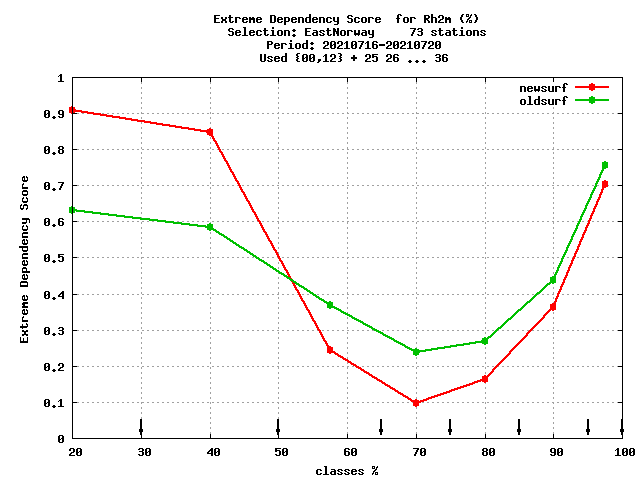 Extreme Dependency Score  for Rh2m (%)
Selection: EastNorway     73 stations
Period: 20210716-20210720
Used {00,12} + 25 26 ... 36
newsurf
oldsurf
Extreme Dependency Score
1
0.9
0.8
0.7
0.6
0.5
0.4
0.3
0.2
0.1
0
20 30 40 50 60 70 80 90 100
classes %